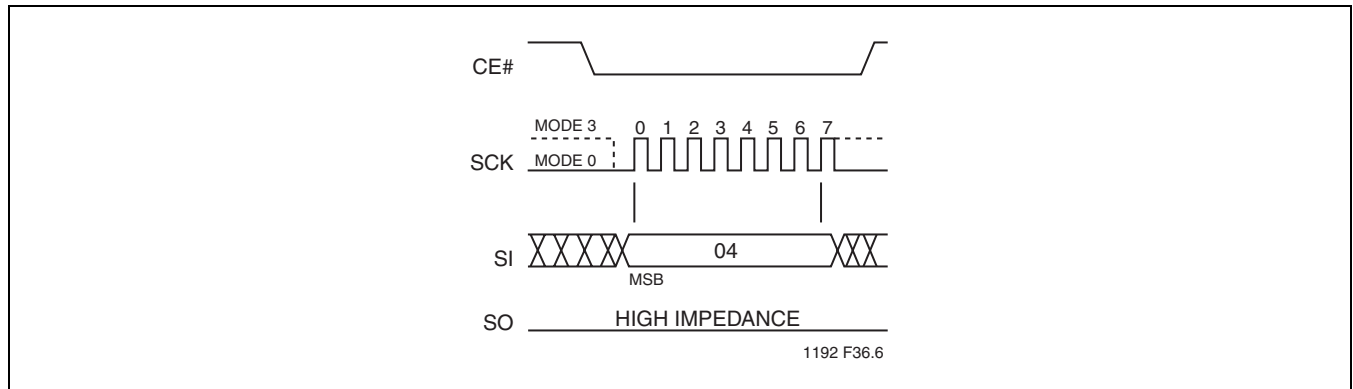 CE#
MODE 3
0 1 2 3 4 5 6 7
SCK
MODE 0
SI
04
MSB
SO
HIGH IMPEDANCE
1192 F36.6